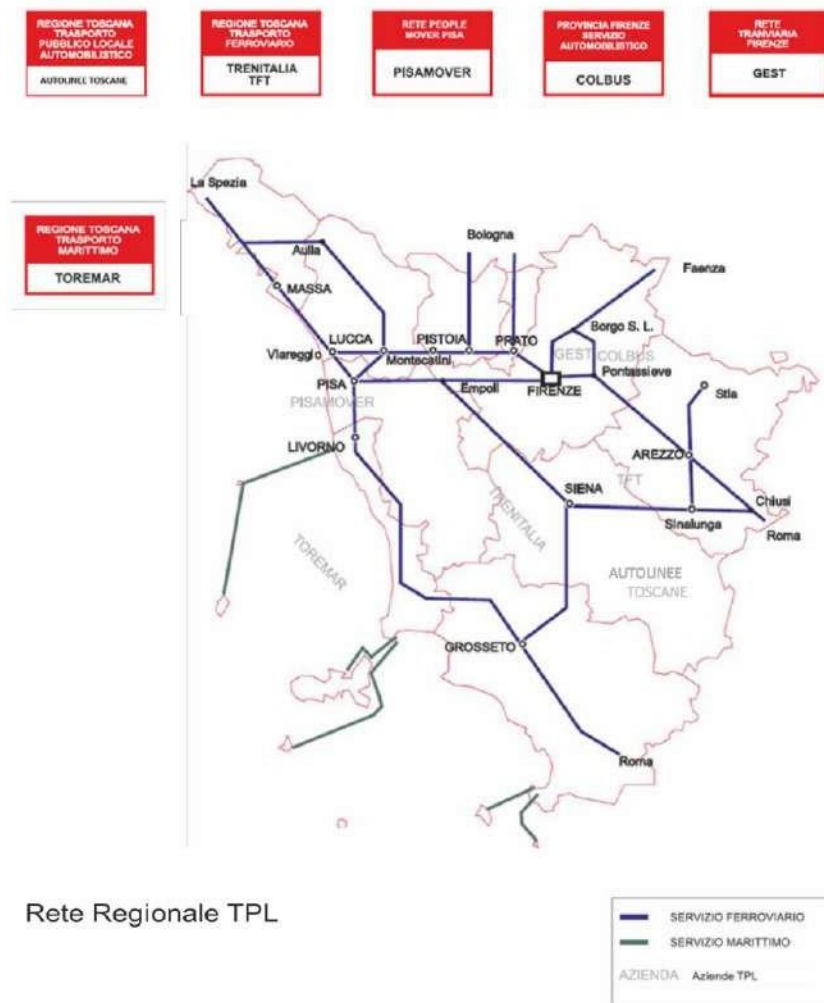 REGIONE TOSCANA
TRASPORTO
PUBBLICO LOCALE
AUTOMOBILISTICO
AUTOLINEE TOSCANE
REGIONE TOSCANA
TRASPORTO
FERROVIARIO
TRENITALIA
TFT
RETE PEOPLE
MOVER PISA
PISAMOVER
PROVINCIA FIRENZE
SERVIZIO
AUTOMOBILISTICO
COLBUS
RETE
TRANVIARIA
FIRENZE
GEST
REGIONE TOSCANA
TRASPORTO
MARITTIMO
TOREMAR
La Spezia
Bologna
Aulla
Faenza
MASSA
Borgo S. L.
LUCCA
PISTOIA
PRATO
GEST
COLBUS
Viareggio
Montecatini
Pontassieve
PISA
Empoli
FIRENZE
Stia
PISAMOVER
LIVORNO
AREZZO
TFT
SIENA
TRENITALIA
Chiusi
Sinalunga
Roma
TOREMAR
AUTOLINEE
TOSCANE
GROSSETO
Roma
Rete Regionale TPL
SERVIZIO FERROVIARIO
SERVIZIO MARITTIMO
AZIENDA Aziende TPL